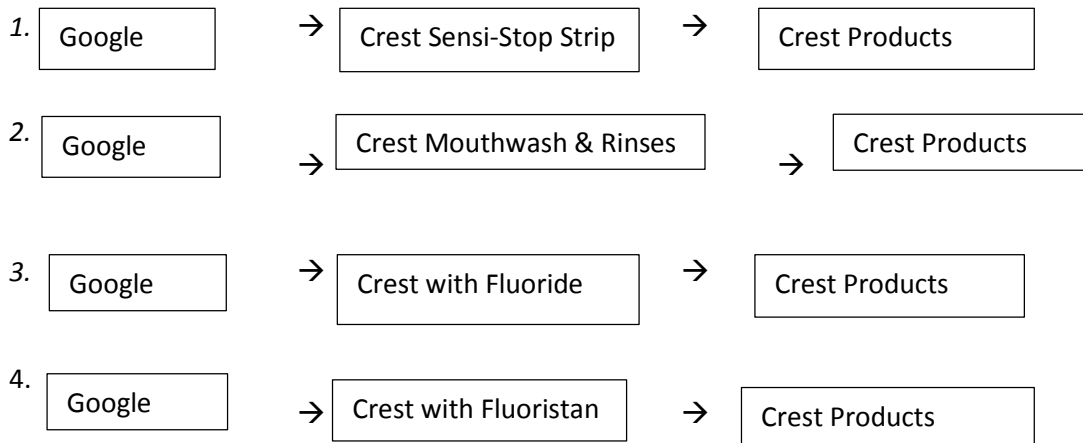 1. Google → Crest Sensi-Stop Strip → Crest Products
2. Google → Crest Mouthwash & Rinses → Crest Products
3. Google → Crest with Fluoride → Crest Products
4. Google → Crest with Fluoristan → Crest Products